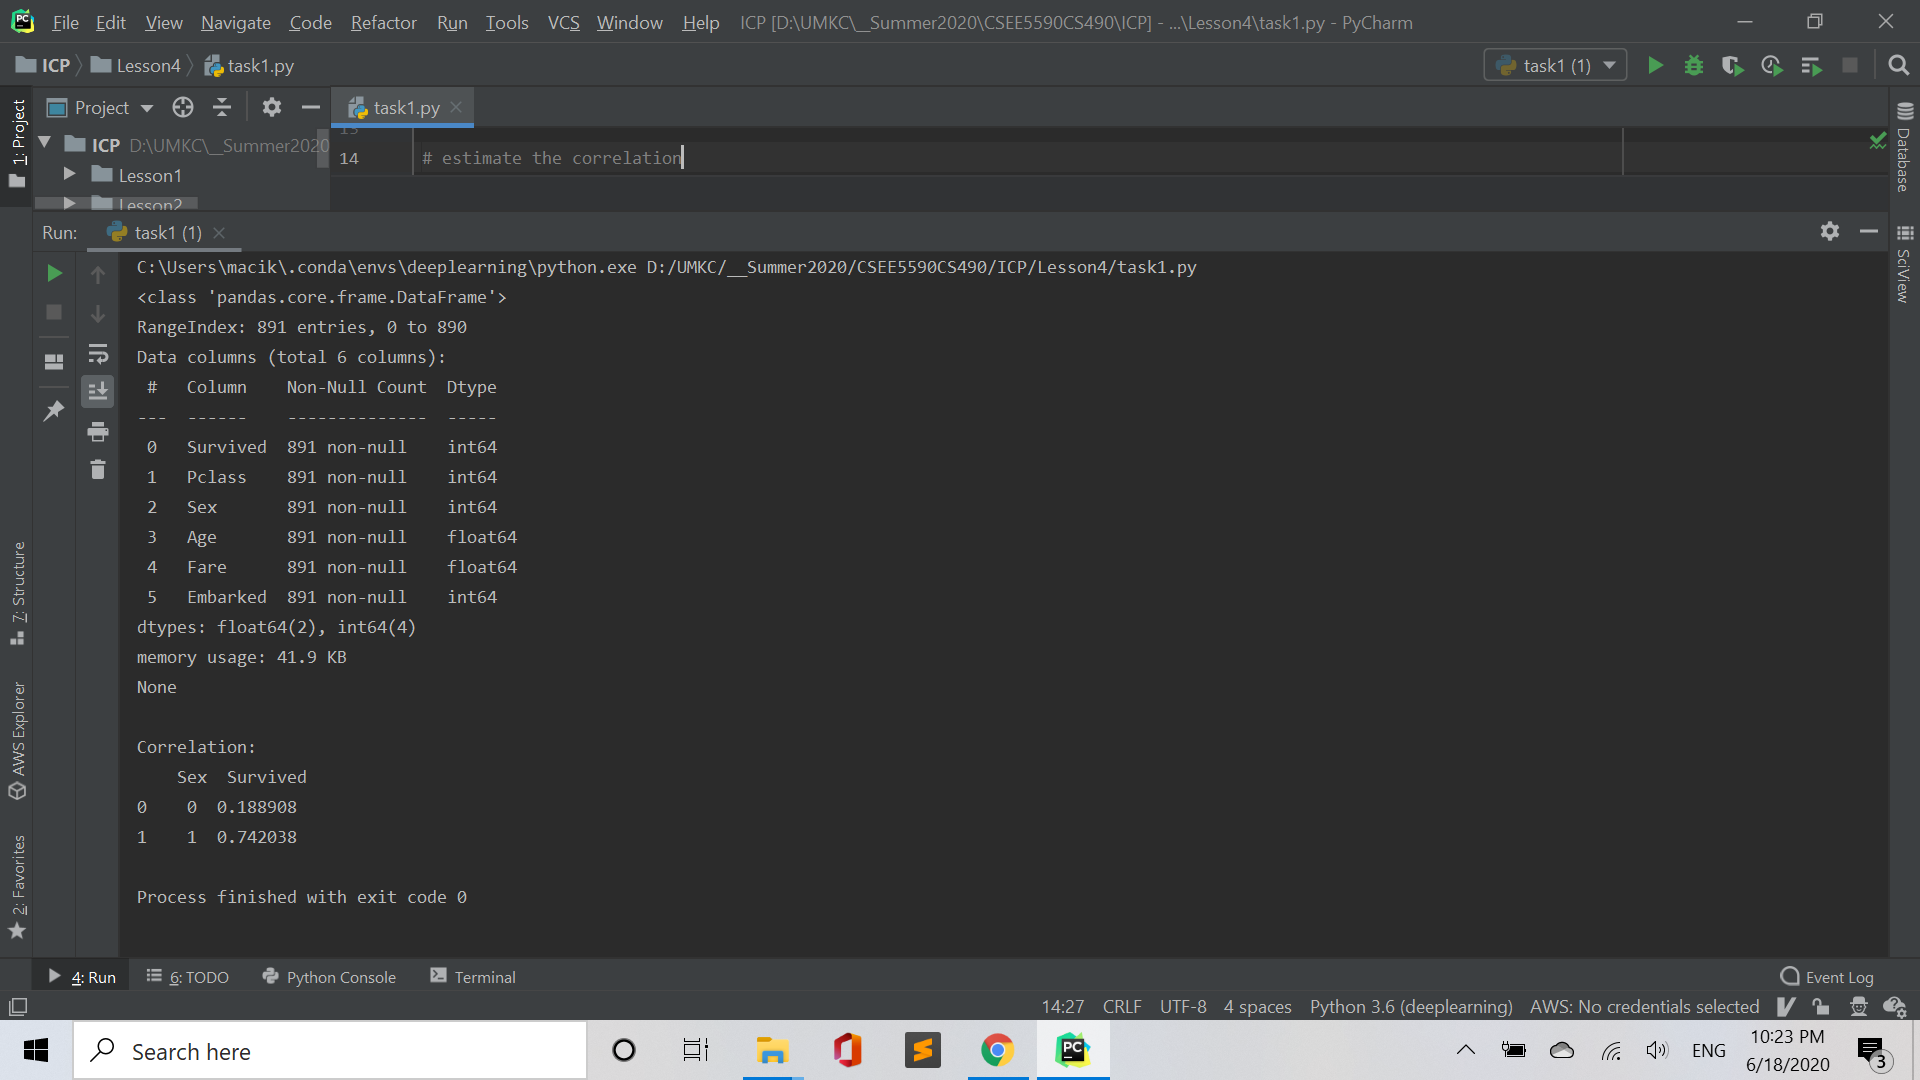 File Edit View Navigate Code Refactor Run Tools VCS Window Help ICP [D:\UMKC\__Summer2020\CSEE5590CS490\ICP] - ...\Lesson4\task1.py - PyCharm
ICP Lesson4 task1.py task1 (1)
Project task1.py
13
ICP D:\UMKC\__Summer2020
14 # estimate the correlation
Lesson1
Lesson2
Run: task1 (1)
C:\Users\macik\.conda\envs\deeplearning\python.exe D:/UMKC/__Summer2020/CSEE5590CS490/ICP/Lesson4/task1.py
<class 'pandas.core.frame.DataFrame'>
RangeIndex: 891 entries, 0 to 890
Data columns (total 6 columns):
 #   Column    Non-Null Count  Dtype
---  ------    --------------  -----
 0   Survived  891 non-null    int64
 1   Pclass    891 non-null    int64
 2   Sex       891 non-null    int64
 3   Age       891 non-null    float64
 4   Fare      891 non-null    float64
 5   Embarked  891 non-null    int64
dtypes: float64(2), int64(4)
memory usage: 41.9 KB
None
Correlation:
    Sex  Survived
0    0  0.188908
1    1  0.742038
Process finished with exit code 0
1: Project
7: Structure
AWS Explorer
2: Favorites
Database
SciView
4: Run 6: TODO Python Console Terminal Event Log
14:27 CRLF UTF-8 4 spaces Python 3.6 (deeplearning) AWS: No credentials selected
Search here
PC
ENG
10:23 PM
6/18/2020
3